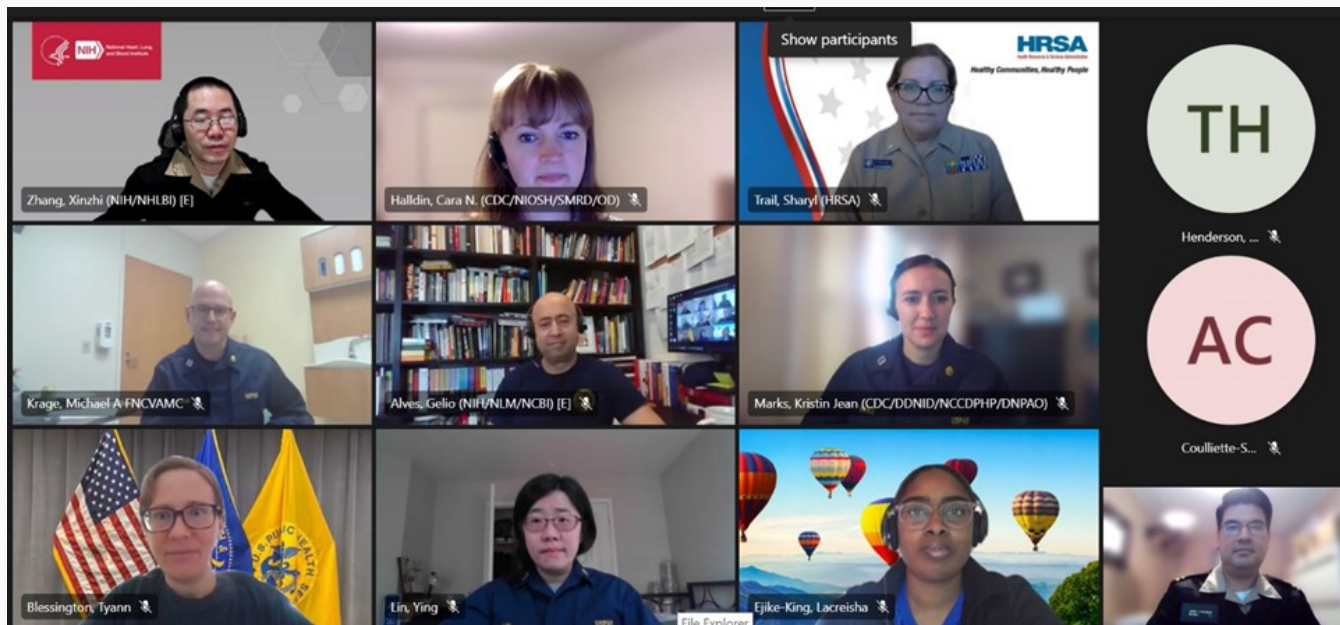 Show participants
NIH
National Heart, Lung,
and Blood Institute
HRSA
Health Resources & Services Administration
Healthy Communities, Healthy People
TH
Zhang, Xinzhi (NIH/NHLBI) [E]
Halldin, Cara N. (CDC/NIOSH/SMRD/OD)
Trail, Sharyl (HRSA)
Henderson, ...
AC
Krage, Michael A FNCVAMC
Alves, Gelio (NIH/NLM/NCBI) [E]
Marks, Kristin Jean (CDC/DDNID/NCCDPHP/DNPAO)
Coulliette-S...
U.S. PUBLIC HEALTH SE
Blessington, Tyann
Lin, Ying
Ejike-King, Lacreisha
File Explorer